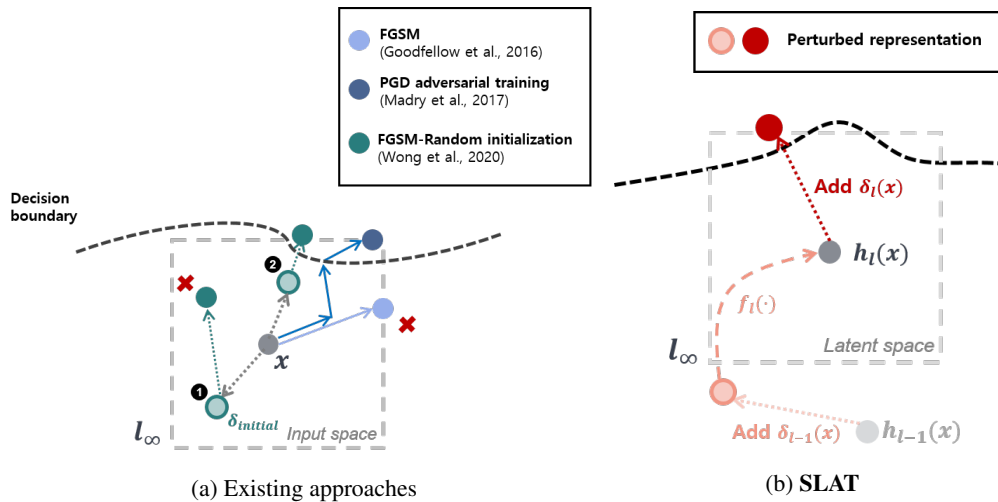 FGSM
(Goodfellow et al., 2016)
PGD adversarial training
(Madry et al., 2017)
FGSM-Random initialization
(Wong et al., 2020)
Decision
boundary
2
x
1
δinitial
l∞
Input space
(a) Existing approaches
Perturbed representation
Add δl(x)
hl(x)
fl(·)
Latent space
l∞
Add δl−1(x)
hl−1(x)
(b) SLAT